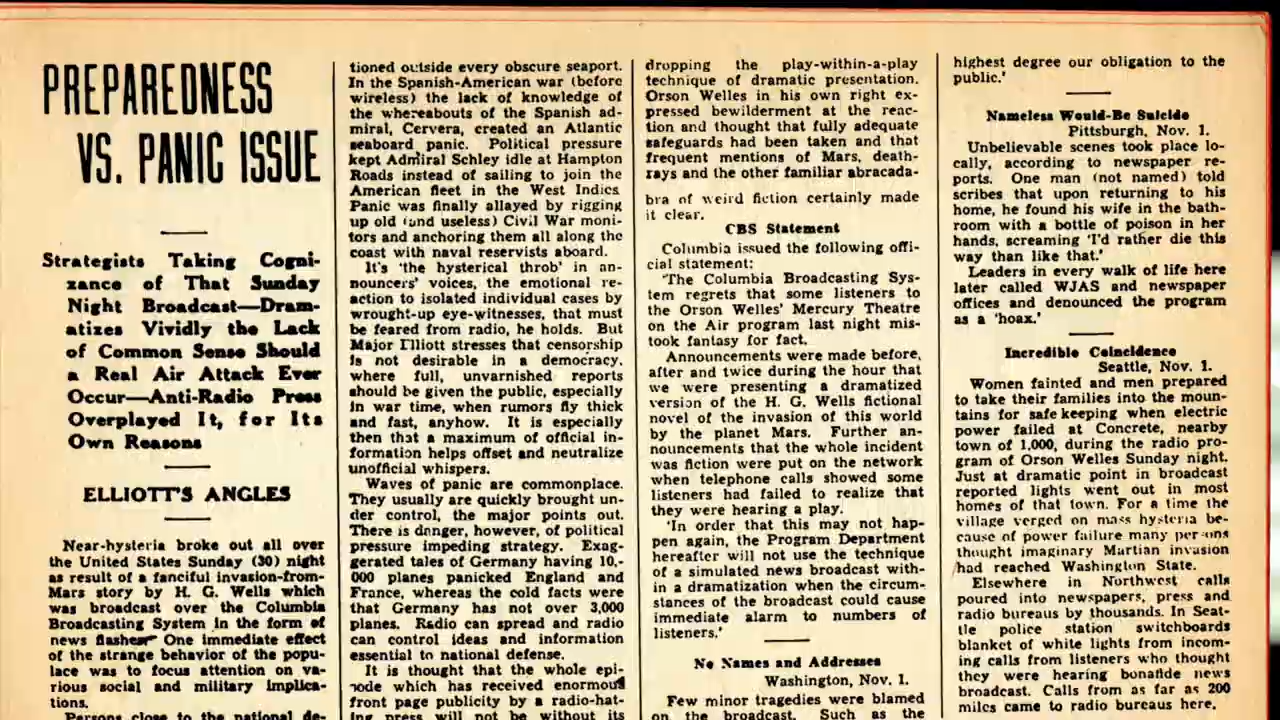 PREPAREDNESS
VS. PANIC ISSUE
Strategists Taking Cogni-
zance of That Sunday
Night Broadcast—Dram-
atizes Vividly the Lack
of Common Sense Should
a Real Air Attack Ever
Occur—Anti-Radio Press
Overplayed It, for Its
Own Reasons
ELLIOTT'S ANGLES
Near-hysteria broke out all over
the United States Sunday (30) night
as result of a fanciful invasion-from-
Mars story by H. G. Wells which
was broadcast over the Columbia
Broadcasting System in the form of
news flashes. One immediate effect
of the strange behavior of the popu-
lace was to focus attention on va-
rious social and military implica-
tions.
Persons close to the national de-
tioned outside every obscure seaport.
In the Spanish-American war (before
wireless) the lack of knowledge of
the whereabouts of the Spanish ad-
miral, Cervera, created an Atlantic
seaboard panic. Political pressure
kept Admiral Schley idle at Hampton
Roads instead of sailing to join the
American fleet in the West Indies.
Panic was finally allayed by rigging
up old (and useless) Civil War moni-
tors and anchoring them all along the
coast with naval reservists aboard.
It's 'the hysterical throb' in an-
nouncers' voices, the emotional re-
action to isolated individual cases by
wrought-up eye-witnesses, that must
be feared from radio, he holds. But
Major Elliott stresses that censorship
is not desirable in a democracy,
where full, unvarnished reports
should be given the public, especially
in war time, when rumors fly thick
and fast, anyhow. It is especially
then that a maximum of official in-
formation helps offset and neutralize
unofficial whispers.
Waves of panic are commonplace.
They usually are quickly brought un-
der control, the major points out.
There is danger, however, of political
pressure impeding strategy. Exag-
gerated tales of Germany having 10,-
000 planes panicked England and
France, whereas the cold facts were
that Germany has not over 3,000
planes. Radio can spread and radio
can control ideas and information
essential to national defense.
It is thought that the whole epi-
sode which has received enormous
front page publicity by a radio-hat-
ing press will not be without its
dropping the play-within-a-play
technique of dramatic presentation.
Orson Welles in his own right ex-
pressed bewilderment at the reac-
tion and thought that fully adequate
safeguards had been taken and that
frequent mentions of Mars, death-
rays and the other familiar abracada-
bra of weird fiction certainly made
it clear.
CBS Statement
Columbia issued the following offi-
cial statement:
'The Columbia Broadcasting Sys-
tem regrets that some listeners to
the Orson Welles' Mercury Theatre
on the Air program last night mis-
took fantasy for fact.
Announcements were made before,
after and twice during the hour that
we were presenting a dramatized
version of the H. G. Wells fictional
novel of the invasion of this world
by the planet Mars. Further an-
nouncements that the whole incident
was fiction were put on the network
when telephone calls showed some
listeners had failed to realize that
they were hearing a play.
'In order that this may not hap-
pen again, the Program Department
hereafter will not use the technique
of a simulated news broadcast with-
in a dramatization when the circum-
stances of the broadcast could cause
immediate alarm to numbers of
listeners.'
No Names and Addresses
Washington, Nov. 1.
Few minor tragedies were blamed
on the broadcast. Such as the
highest degree our obligation to the
public.'
Nameless Would-Be Suicide
Pittsburgh, Nov. 1.
Unbelievable scenes took place lo-
cally, according to newspaper re-
ports. One man (not named) told
scribes that upon returning to his
home, he found his wife in the bath-
room with a bottle of poison in her
hands, screaming 'I'd rather die this
way than like that.'
Leaders in every walk of life here
later called WJAS and newspaper
offices and denounced the program
as a 'hoax.'
Incredible Coincidence
Seattle, Nov. 1.
Women fainted and men prepared
to take their families into the moun-
tains for safe keeping when electric
power failed at Concrete, nearby
town of 1,000, during the radio pro-
gram of Orson Welles Sunday night.
Just at dramatic point in broadcast
reported lights went out in most
homes of that town. For a time the
village verged on mass hysteria be-
cause of power failure many persons
thought imaginary Martian invasion
had reached Washington State.
Elsewhere in Northwest calls
poured into newspapers, press and
radio bureaus by thousands. In Seat-
tle police station switchboards
blanket of white lights from incom-
ing calls from listeners who thought
they were hearing bonafide news
broadcast. Calls from as far as 200
miles came to radio bureaus here.